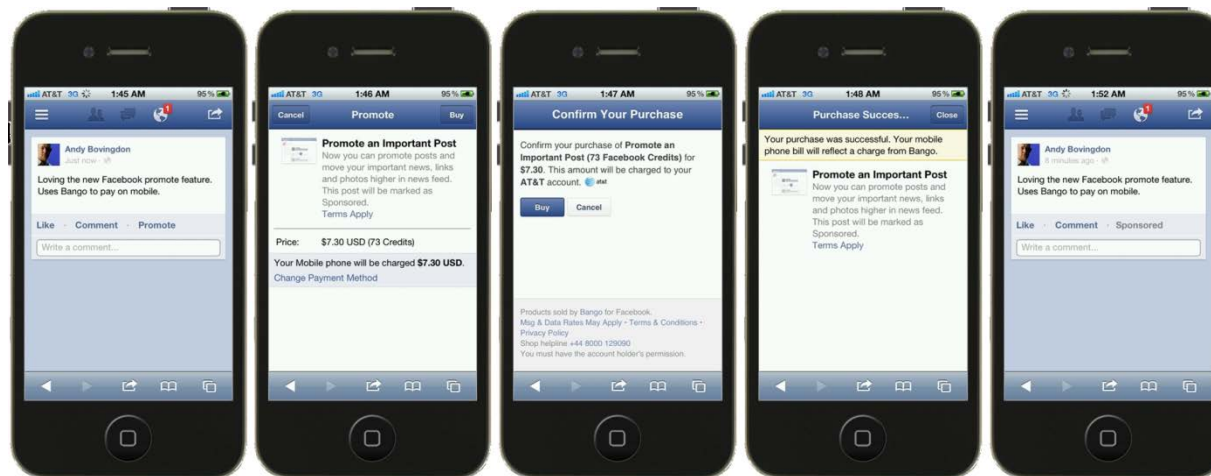 AT&T 3G 1:45 AM 95%
1
Andy Bovingdon
Just now
Loving the new Facebook promote feature.
Uses Bango to pay on mobile.
Like · Comment · Promote
Write a comment...
AT&T 3G 1:46 AM 95%
Cancel Promote Buy
Promote an Important Post
Now you can promote posts and
move your important news, links
and photos higher in news feed.
This post will be marked as
Sponsored.
Terms Apply
Price: $7.30 USD (73 Credits)
Your Mobile phone will be charged $7.30 USD.
Change Payment Method
AT&T 3G 1:47 AM 95%
Confirm Your Purchase
Confirm your purchase of Promote an
Important Post (73 Facebook Credits) for
$7.30. This amount will be charged to your
AT&T account. at&t
Buy Cancel
Products sold by Bango for Facebook.
Msg & Data Rates May Apply · Terms & Conditions ·
Privacy Policy
Shop helpline +44 8000 129090
You must have the account holder's permission.
AT&T 3G 1:48 AM 95%
Purchase Succes... Close
Your purchase was successful. Your mobile
phone bill will reflect a charge from Bango.
Promote an Important Post
Now you can promote posts and
move your important news, links
and photos higher in news feed.
This post will be marked as
Sponsored.
Terms Apply
AT&T 3G 1:52 AM 95%
1
Andy Bovingdon
minutes ago
Loving the new Facebook promote feature.
Uses Bango to pay on mobile.
Like · Comment · Sponsored
Write a comment...